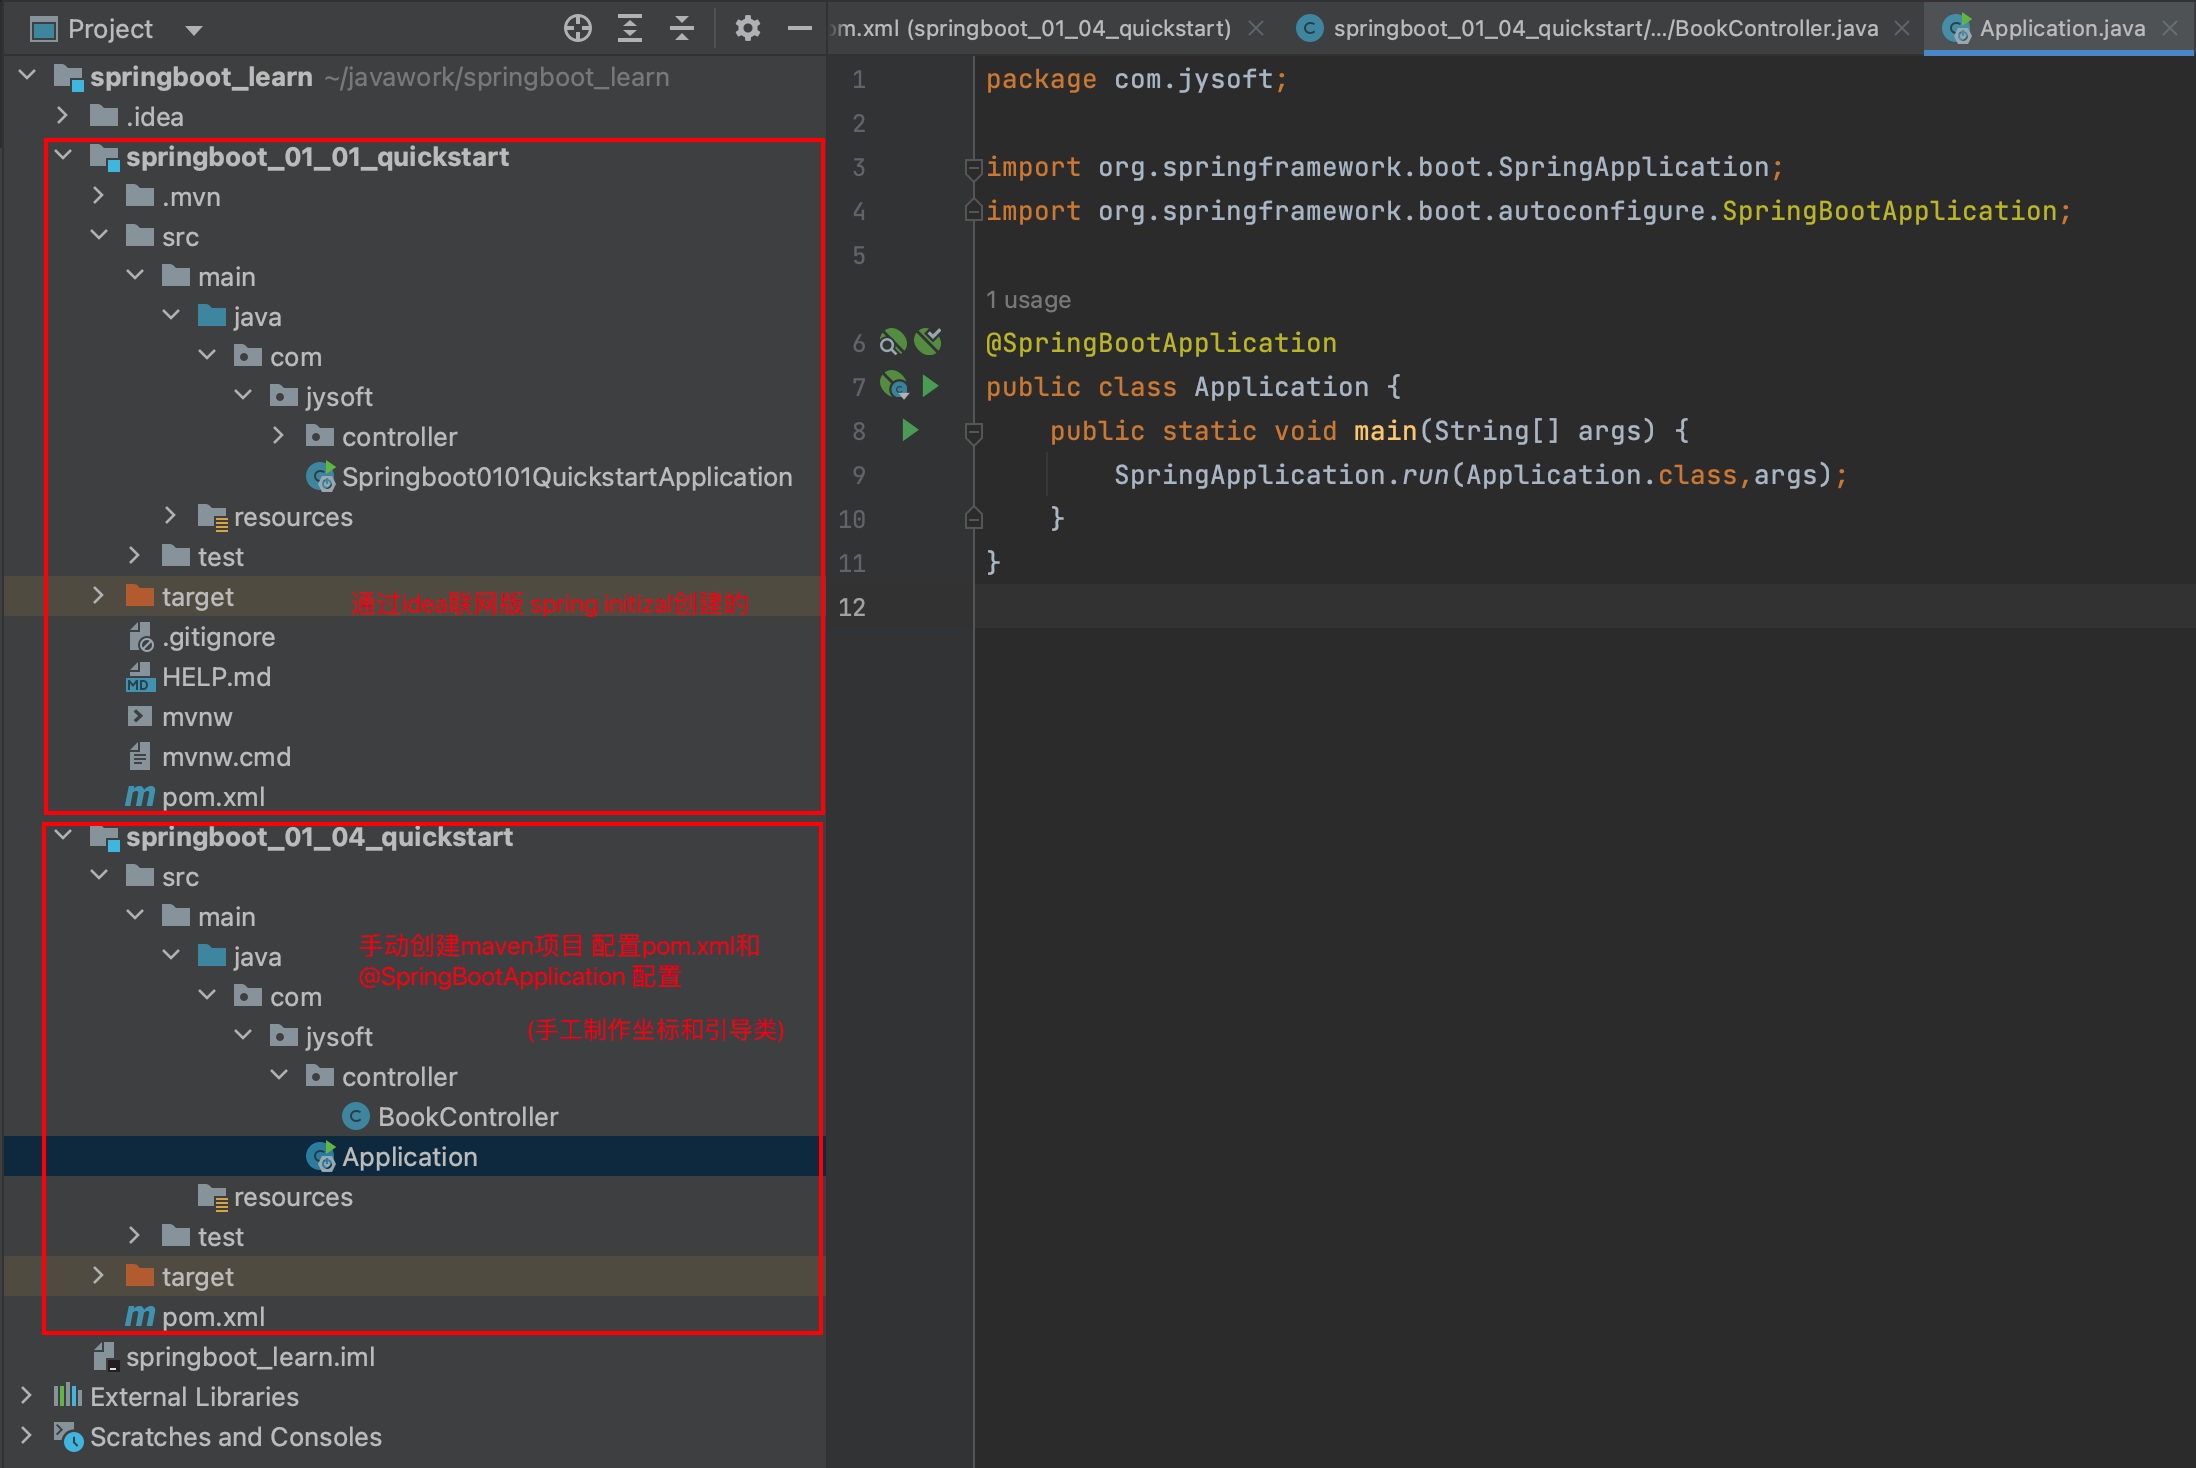 Project
springboot_learn ~/javawork/springboot_learn
.idea
springboot_01_01_quickstart
.mvn
src
main
java
com
jysoft
controller
Springboot0101QuickstartApplication
resources
test
target
通过idea联网版 spring initizal创建的
.gitignore
HELP.md
mvnw
mvnw.cmd
pom.xml
springboot_01_04_quickstart
src
main
java
手动创建maven项目 配置pom.xml和
@SpringBootApplication 配置
com
(手工制作坐标和引导类)
jysoft
controller
BookController
Application
resources
test
target
pom.xml
springboot_learn.iml
External Libraries
Scratches and Consoles
om.xml (springboot_01_04_quickstart)
springboot_01_04_quickstart/.../BookController.java
Application.java
1 package com.jysoft;
2
3 import org.springframework.boot.SpringApplication;
4 import org.springframework.boot.autoconfigure.SpringBootApplication;
5
1 usage
6 @SpringBootApplication
7 public class Application {
8 public static void main(String[] args) {
9 SpringApplication.run(Application.class,args);
10 }
11 }
12